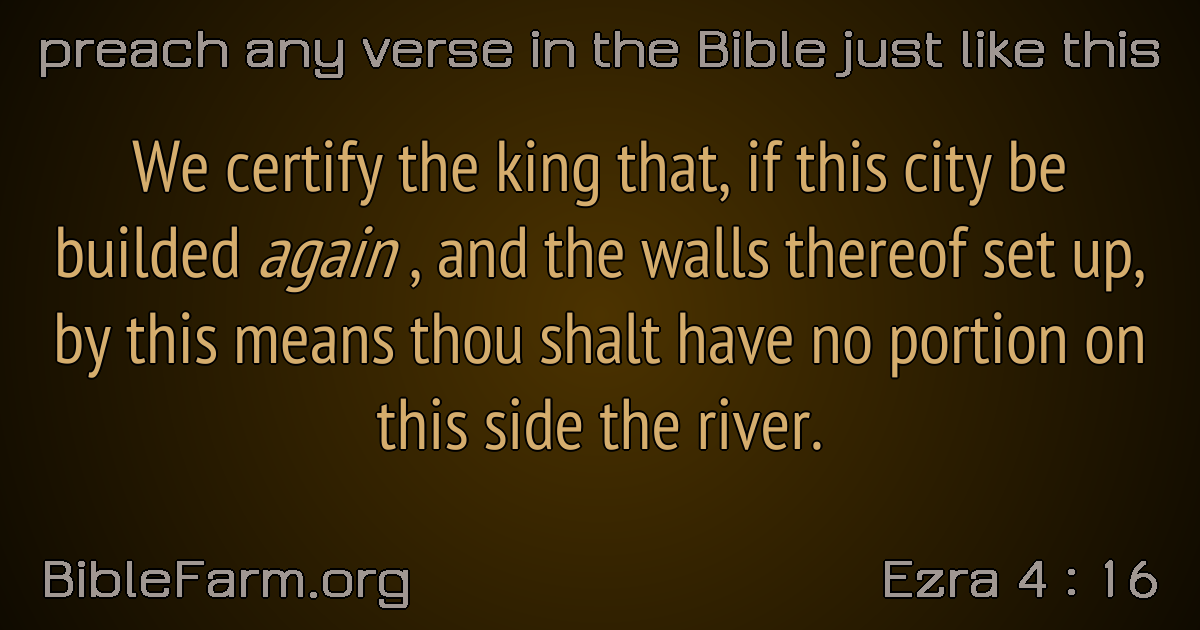 preach any verse in the Bible just like this
We certify the king that, if this city be
builded again , and the walls thereof set up,
by this means thou shalt have no portion on
this side the river.
BibleFarm.org
Ezra 4 : 16